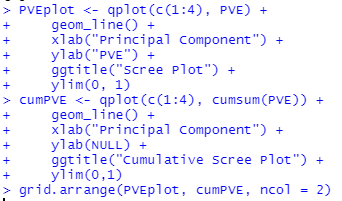 > PVEplot <- qplot(c(1:4), PVE) +
+     geom_line() +
+     xlab("Principal Component") +
+     ylab("PVE") +
+     ggtitle("Scree Plot") +
+     ylim(0, 1)
> cumPVE <- qplot(c(1:4), cumsum(PVE)) +
+     geom_line() +
+     xlab("Principal Component") +
+     ylab(NULL) +
+     ggtitle("Cumulative Scree Plot") +
+     ylim(0,1)
> grid.arrange(PVEplot, cumPVE, ncol = 2)